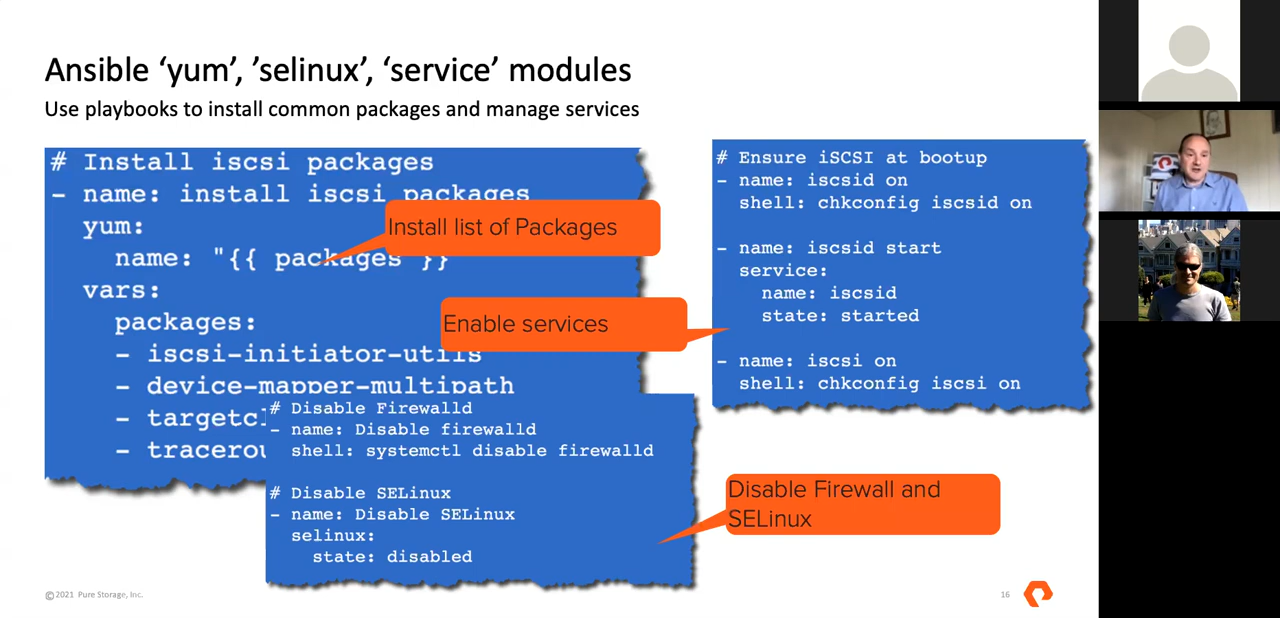 Ansible ‘yum’, ’selinux’, ‘service’ modules
Use playbooks to install common packages and manage services
# Install iscsi packages
- name: install iscsi packages
yum:
name: "{{ packages }}
vars:
packages:
- iscsi-initiator-utils
- device-mapper-multipath
- targetc
- tracerou
Install list of Packages
Enable services
# Disable Firewalld
- name: Disable firewalld
shell: systemctl disable firewalld
# Disable SELinux
- name: Disable SELinux
selinux:
state: disabled
# Ensure iSCSI at bootup
- name: iscsid on
shell: chkconfig iscsid on
- name: iscsid start
service:
name: iscsid
state: started
- name: iscsi on
shell: chkconfig iscsi on
Disable Firewall and
SELinux
©2021 Pure Storage, Inc.
16